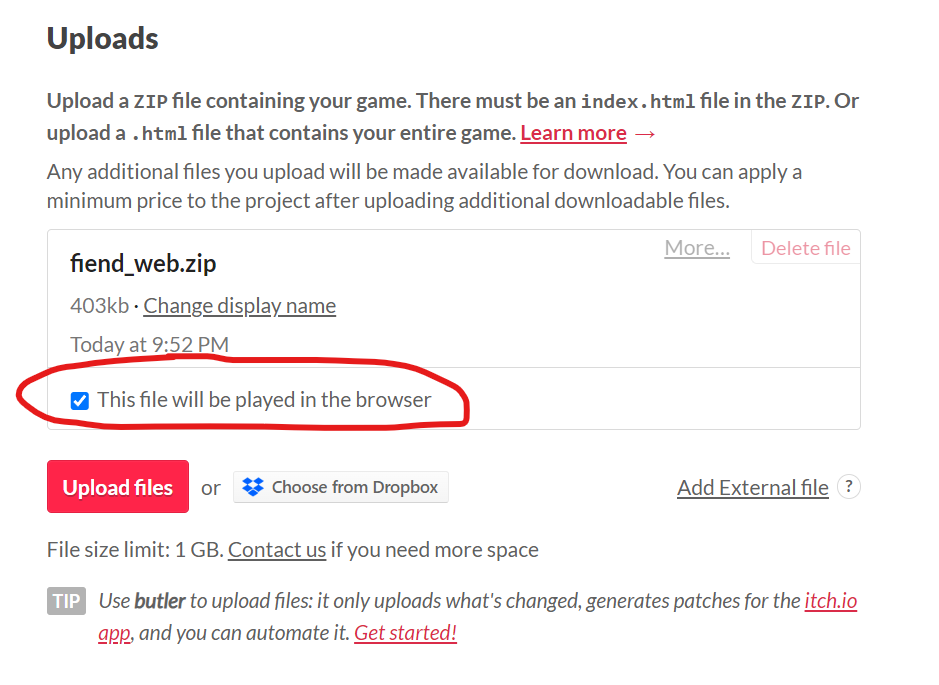 Uploads
Upload a ZIP file containing your game. There must be an index.html file in the ZIP. Or
upload a .html file that contains your entire game. Learn more →
Any additional files you upload will be made available for download. You can apply a
minimum price to the project after uploading additional downloadable files.
fiend_web.zip
More...
Delete file
403kb · Change display name
Today at 9:52 PM
This file will be played in the browser
Upload files or Choose from Dropbox
Add External file ?
File size limit: 1 GB. Contact us if you need more space
TIP Use butler to upload files: it only uploads what's changed, generates patches for the itch.io
app, and you can automate it. Get started!